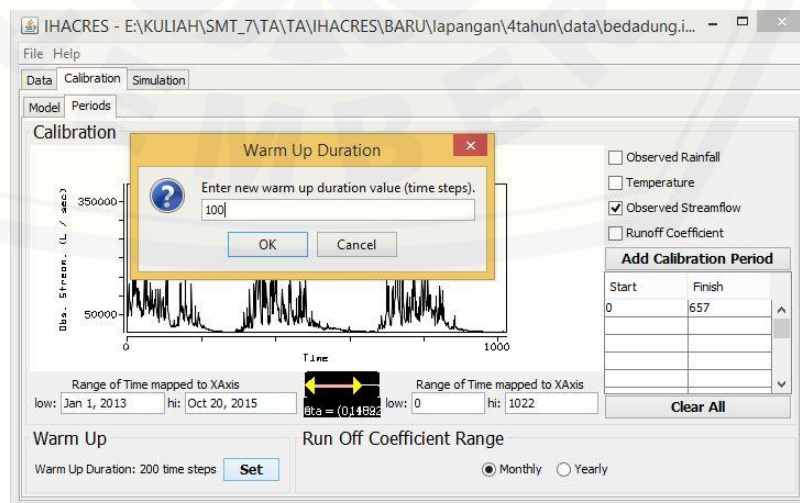 IHACRES - E:\KULIAH\SMT_7\TA\TA\IHACRES\BARU\lapangan\4tahun\data\bedadung.i...
File Help
Data Calibration Simulation
Model Periods
Calibration
Warm Up Duration
Enter new warm up duration value (time steps).
100
OK Cancel
Observed Rainfall
Temperature
Observed Streamflow
Runoff Coefficient
Add Calibration Period
Start Finish
0 657
Clear All
Obs. Streem. (L / sec)
350000
50000
0 1000
Time
Range of Time mapped to XAxis
low: Jan 1, 2013 hi: Oct 20, 2015
Range of Time mapped to XAxis
low: 0 hi: 1022
Warm Up
Warm Up Duration: 200 time steps Set
Run Off Coefficient Range
Monthly Yearly